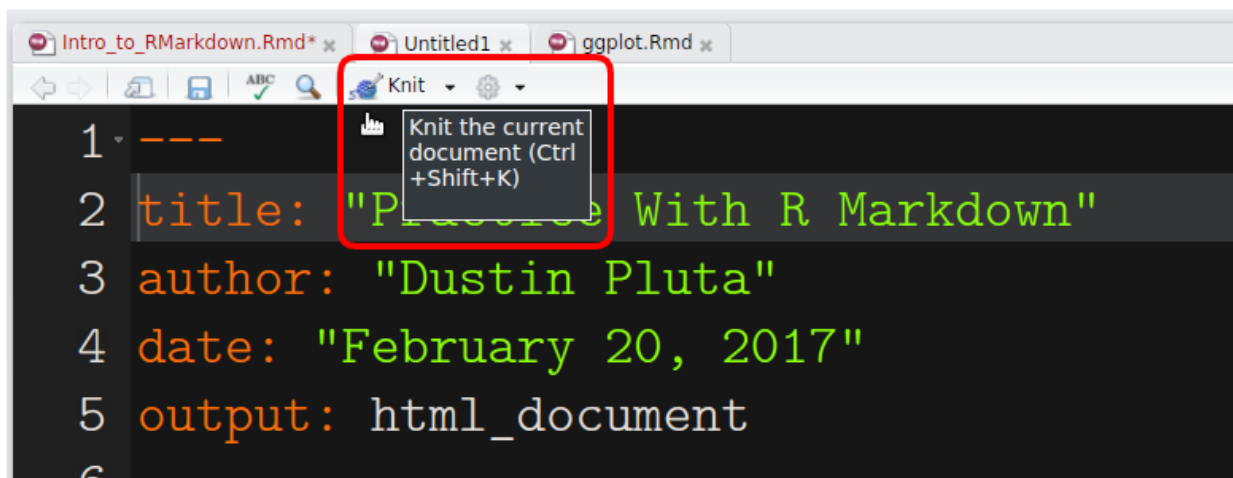 Intro_to_RMarkdown.Rmd* Untitled1 ggplot.Rmd
ABC Knit
Knit the current
document (Ctrl
+Shift+K)
1 ---
2 title: "Practice With R Markdown"
3 author: "Dustin Pluta"
4 date: "February 20, 2017"
5 output: html_document
6